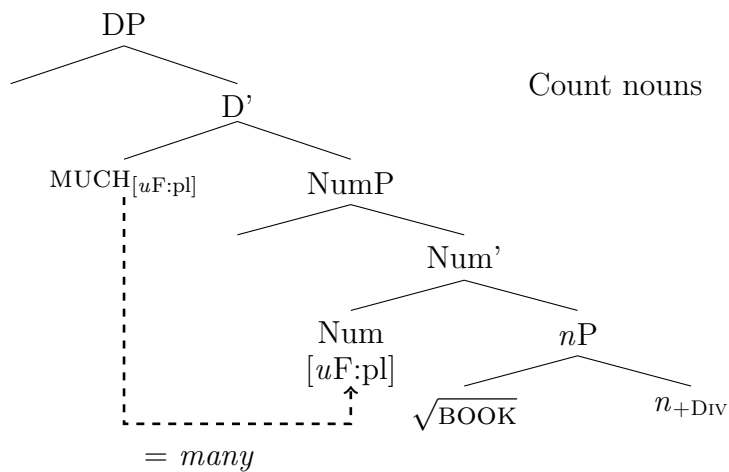 DP
Count nouns
D'
MUCH[uF:pl]
NumP
Num'
Num
[uF:pl]
nP
√BOOK
n+DIV
= many